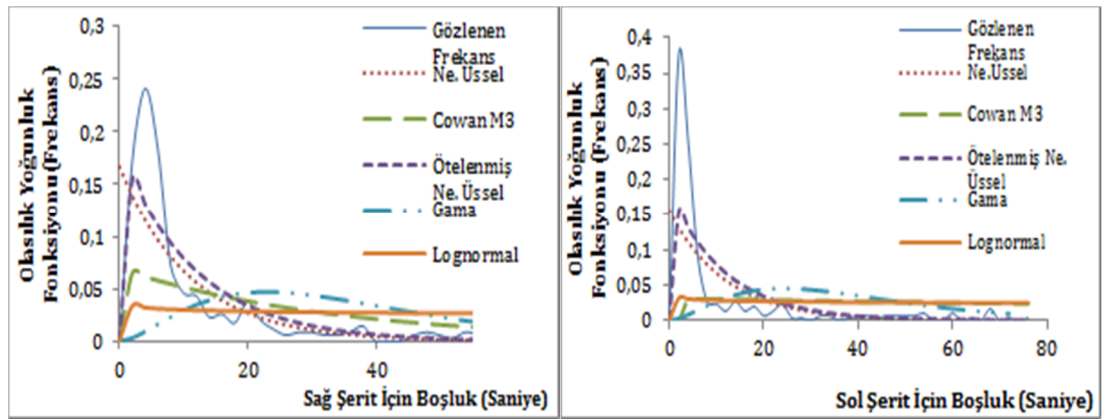 Olasılık Yoğunluk
Fonksiyonu(Frekans)
0,3
0,25
0,2
0,15
0,1
0,05
0
0
20
40
Sağ Şerit İçin Boşluk (Saniye)
Gözlenen
Frekans
Ne.Üssel
Cowan M3
Ötelenmiş
Ne. Üssel
Gama
Lognormal
Olasılık Yoğunluk
Fonksiyonu (Frekans)
0,4
0,35
0,3
0,25
0,2
0,15
0,1
0,05
0
0
20
40
60
80
Sol Şerit İçin Boşluk (Saniye)
Gözlenen
Frekans
Ne.Üssel
Cowan M3
Ötelenmiş Ne.
Üssel
Gama
Lognormal